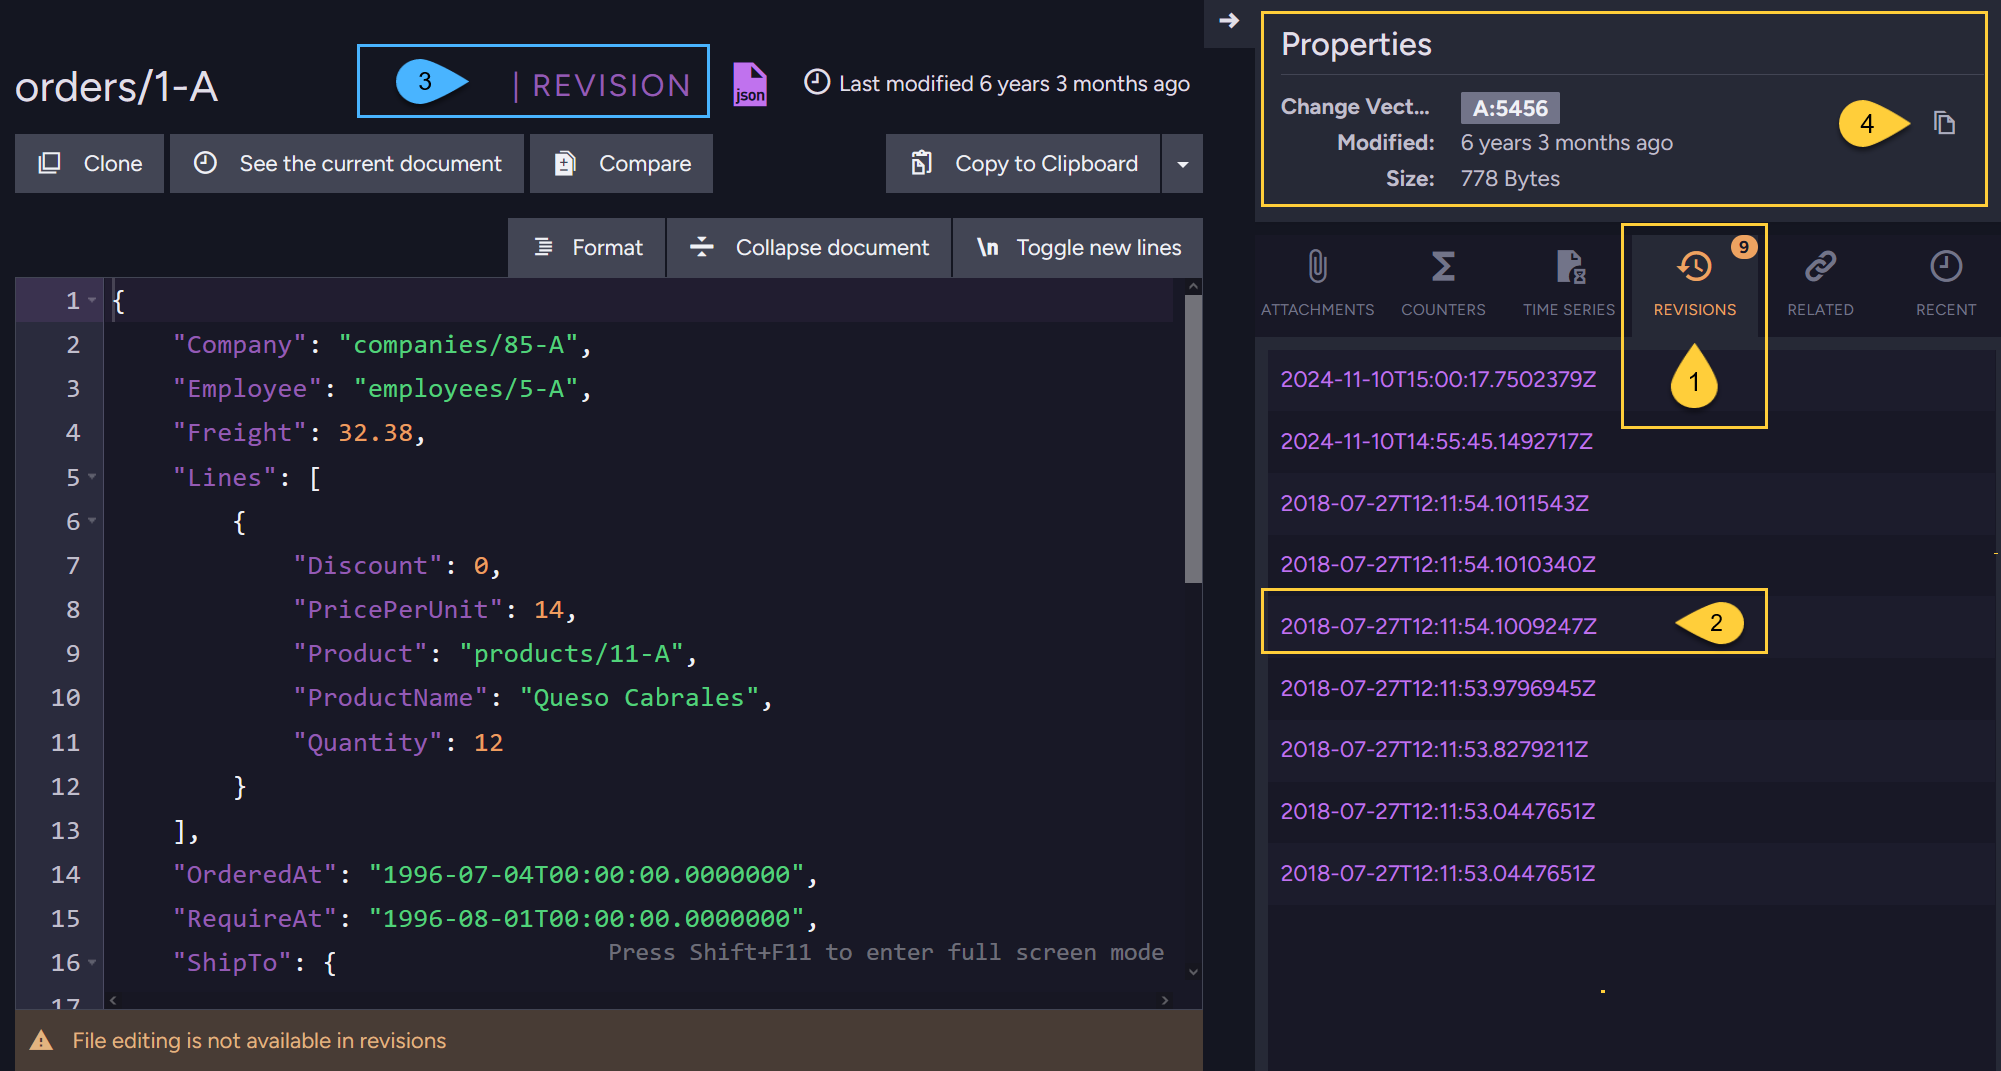 orders/1-A
3
| REVISION
json
Last modified 6 years 3 months ago
Clone
See the current document
Compare
Copy to Clipboard
Format
Collapse document
\n Toggle new lines
1 {
2 "Company": "companies/85-A",
3 "Employee": "employees/5-A",
4 "Freight": 32.38,
5 "Lines": [
6 {
7 "Discount": 0,
8 "PricePerUnit": 14,
9 "Product": "products/11-A",
10 "ProductName": "Queso Cabrales",
11 "Quantity": 12
12 }
13 ],
14 "OrderedAt": "1996-07-04T00:00:00.0000000",
15 "RequireAt": "1996-08-01T00:00:00.0000000",
Press Shift+F11 to enter full screen mode
16 "ShipTo": {
17
File editing is not available in revisions
Properties
Change Vect... A:5456
4
Modified: 6 years 3 months ago
Size: 778 Bytes
ATTACHMENTS
COUNTERS
TIME SERIES
9
REVISIONS
RELATED
RECENT
1
2024-11-10T15:00:17.7502379Z
2024-11-10T14:55:45.1492717Z
2018-07-27T12:11:54.1011543Z
2018-07-27T12:11:54.1010340Z
2018-07-27T12:11:54.1009247Z
2
2018-07-27T12:11:53.9796945Z
2018-07-27T12:11:53.8279211Z
2018-07-27T12:11:53.0447651Z
2018-07-27T12:11:53.0447651Z